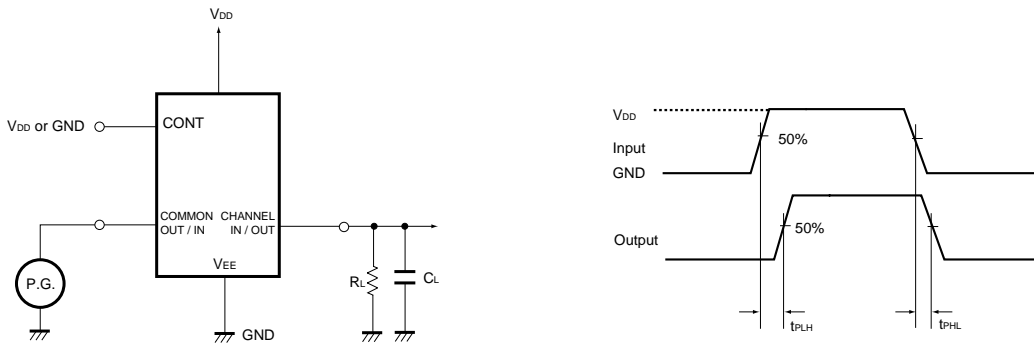 VDD
VDD or GND
CONT
COMMON
OUT / IN
CHANNEL
IN / OUT
VEE
P.G.
RL
CL
GND
VDD
Input
50%
GND
Output
50%
tPLH
tPHL